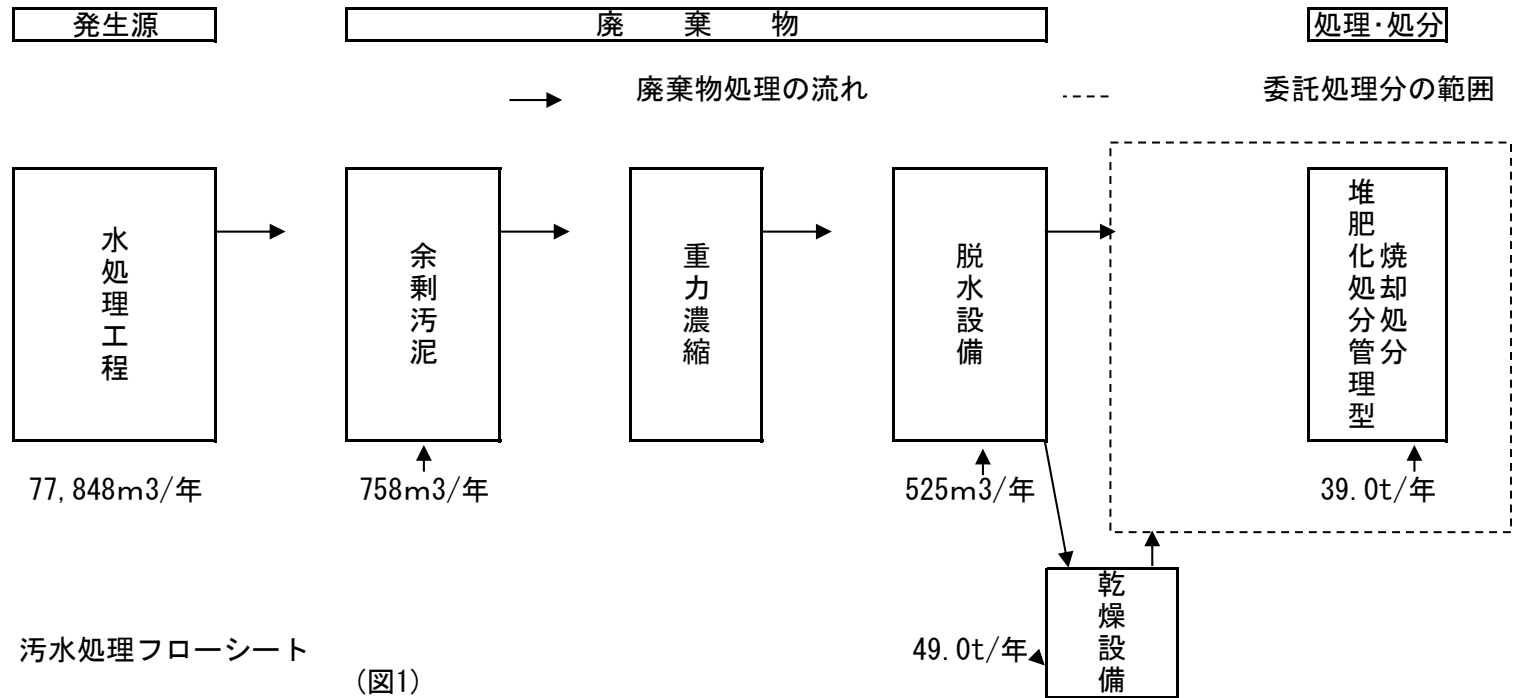 発生源
廃 棄 物
処理･処分
廃棄物処理の流れ
委託処理分の範囲
水処理工程
余剰汚泥
重力濃縮
脱水設備
堆肥化処分管理型
焼却処分
77,848m3/年
758m3/年
525m3/年
39.0t/年
乾燥設備
49.0t/年
汚水処理フローシート
(図1)